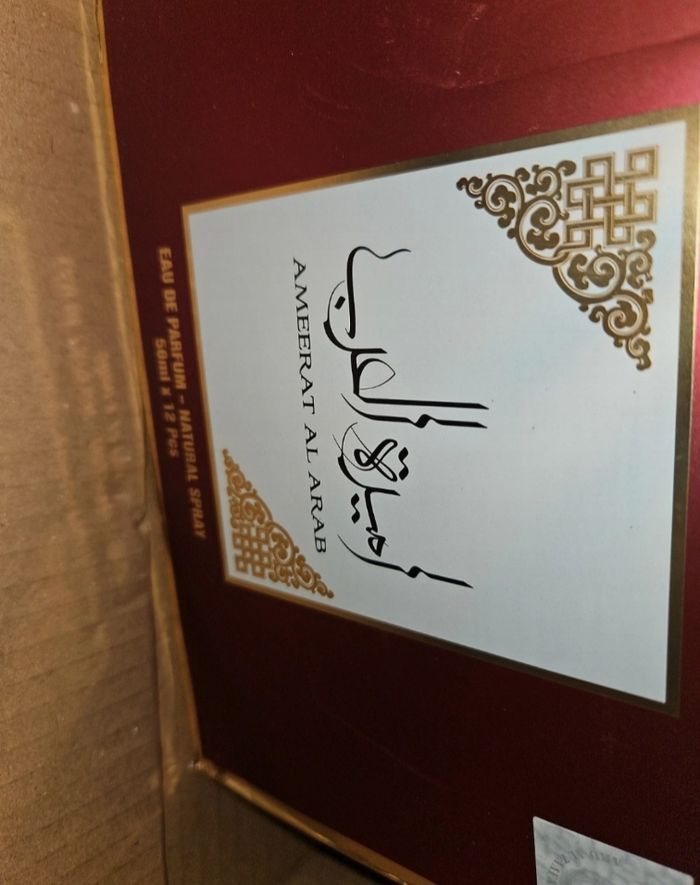 أميرة العرب
AMEERAT AL ARAB
EAU DE PARFUM - NATURAL SPRAY
50ml x 12 Pcs